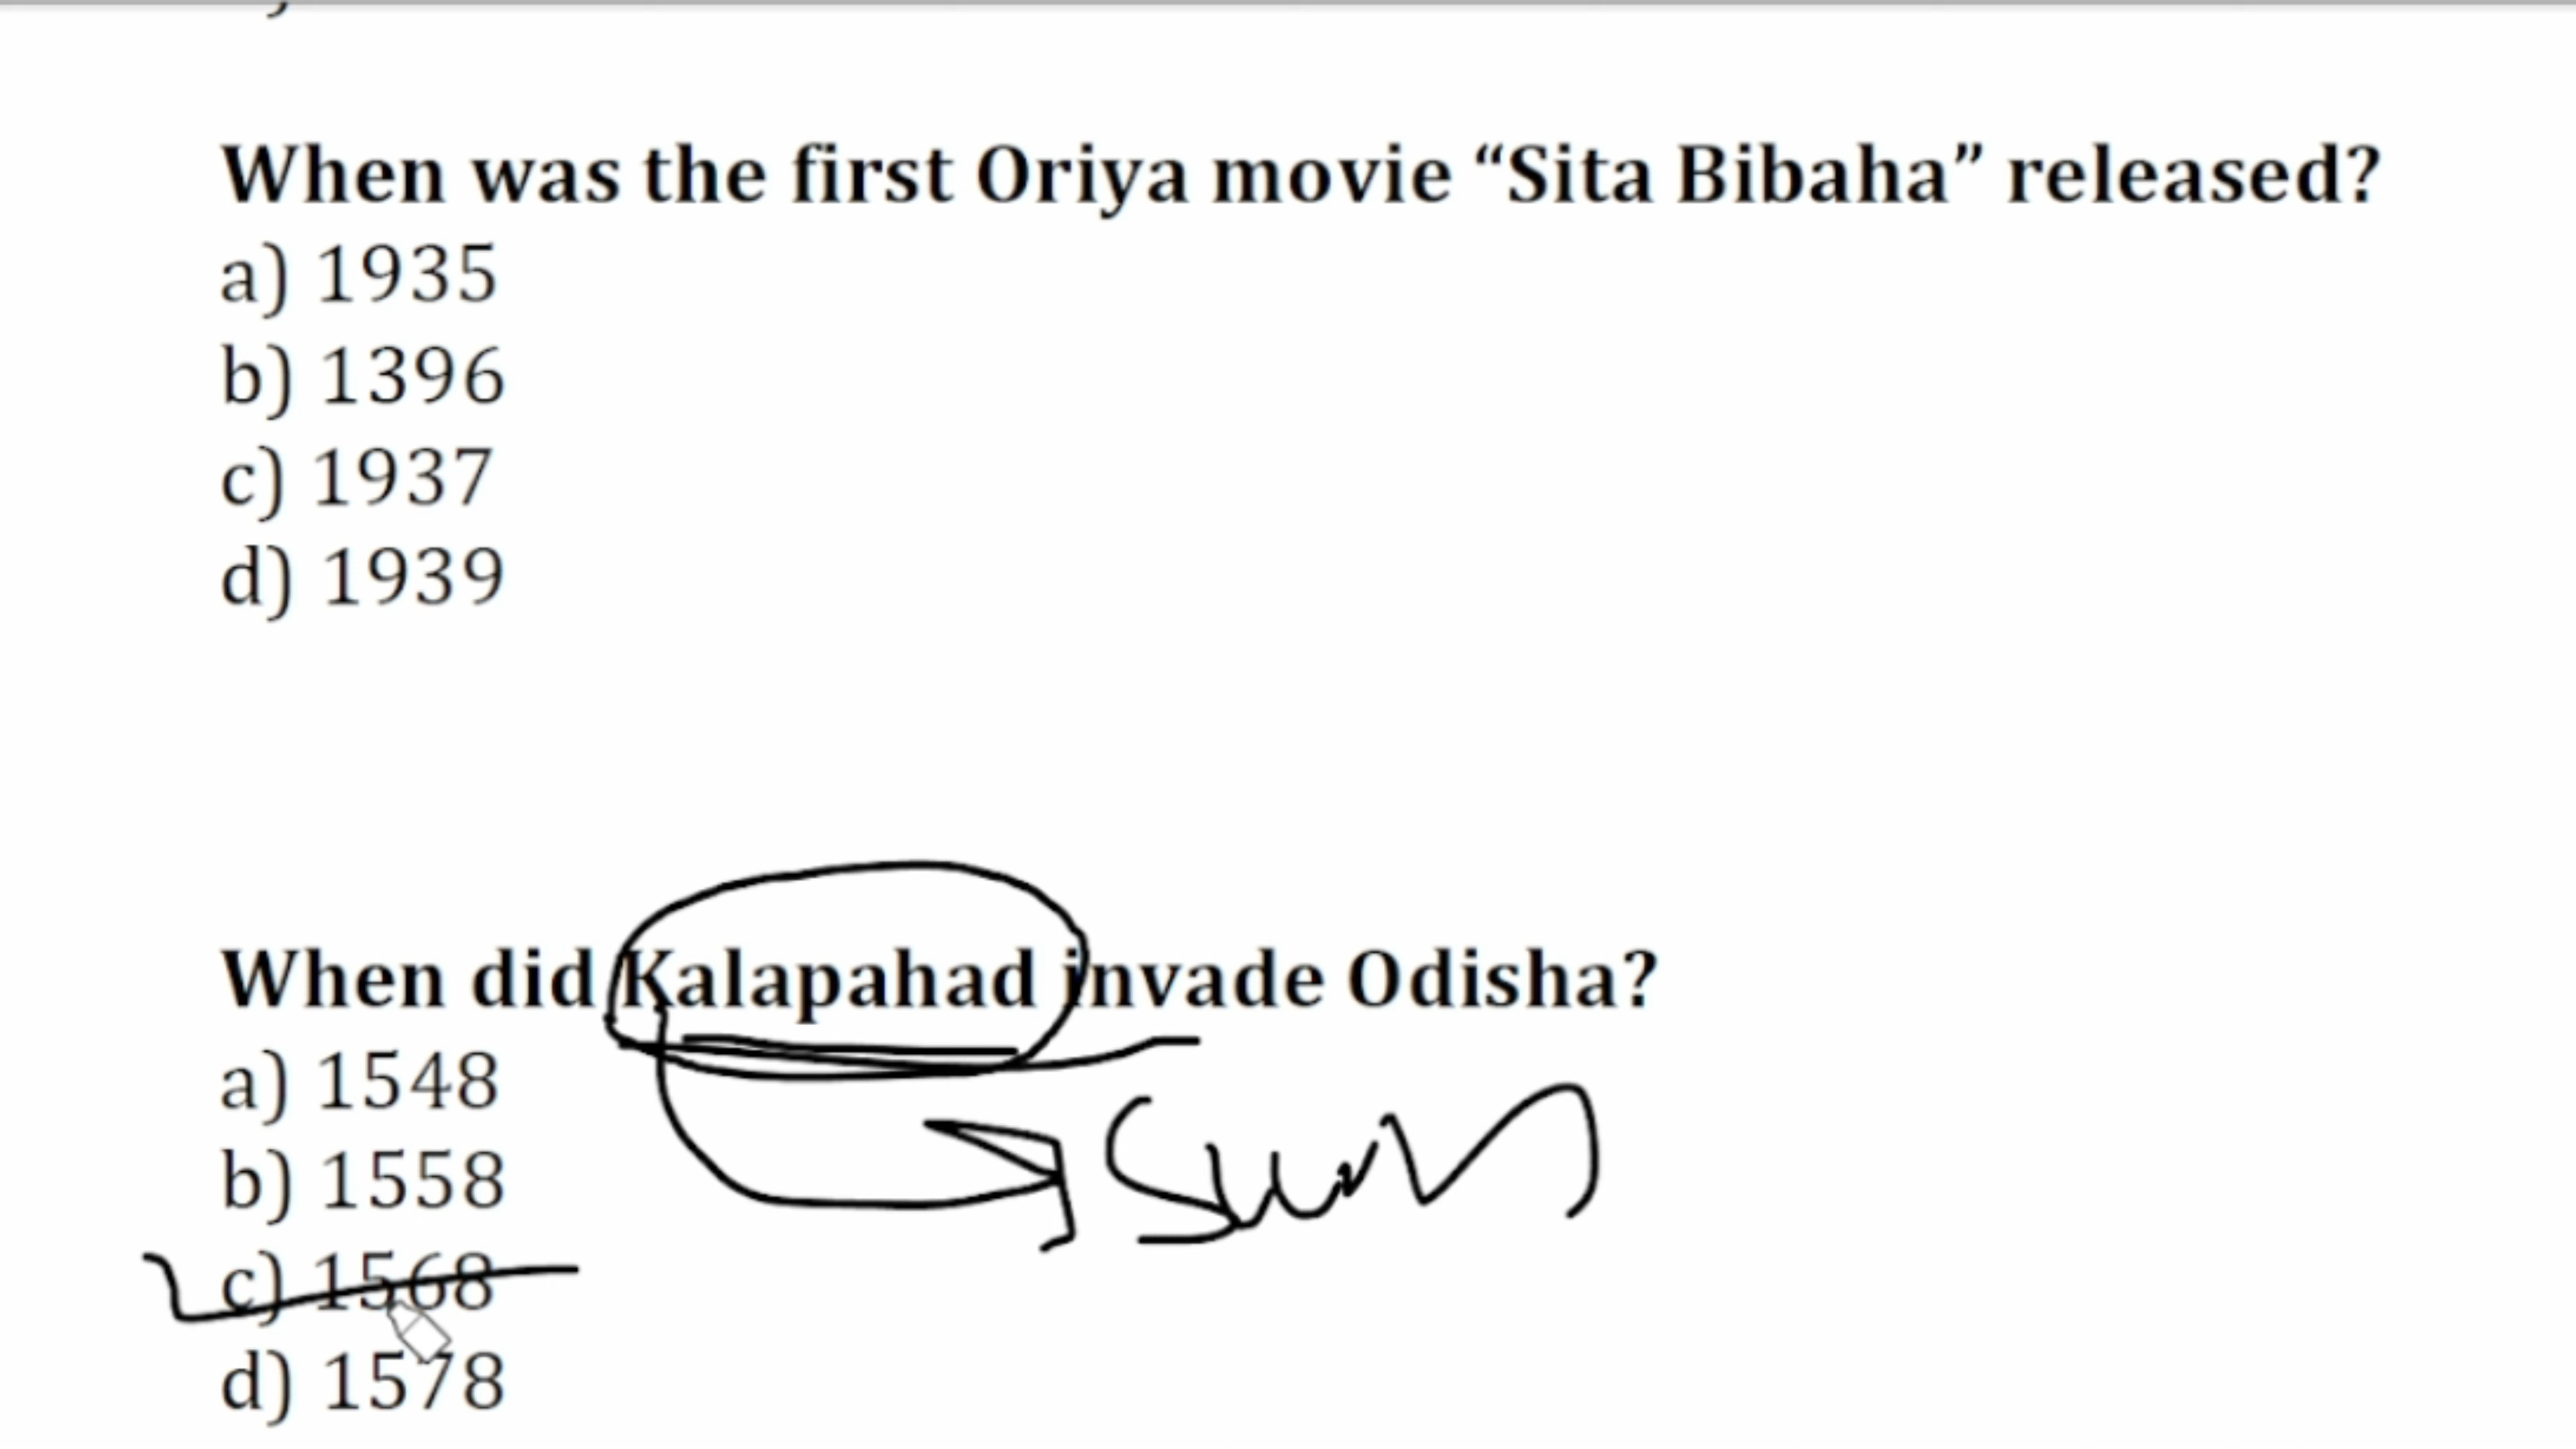 When was the first Oriya movie “Sita Bibaha” released?
a) 1935
b) 1396
c) 1937
d) 1939
When did Kalapahad invade Odisha?
a) 1548
b) 1558
c) 1568
d) 1578